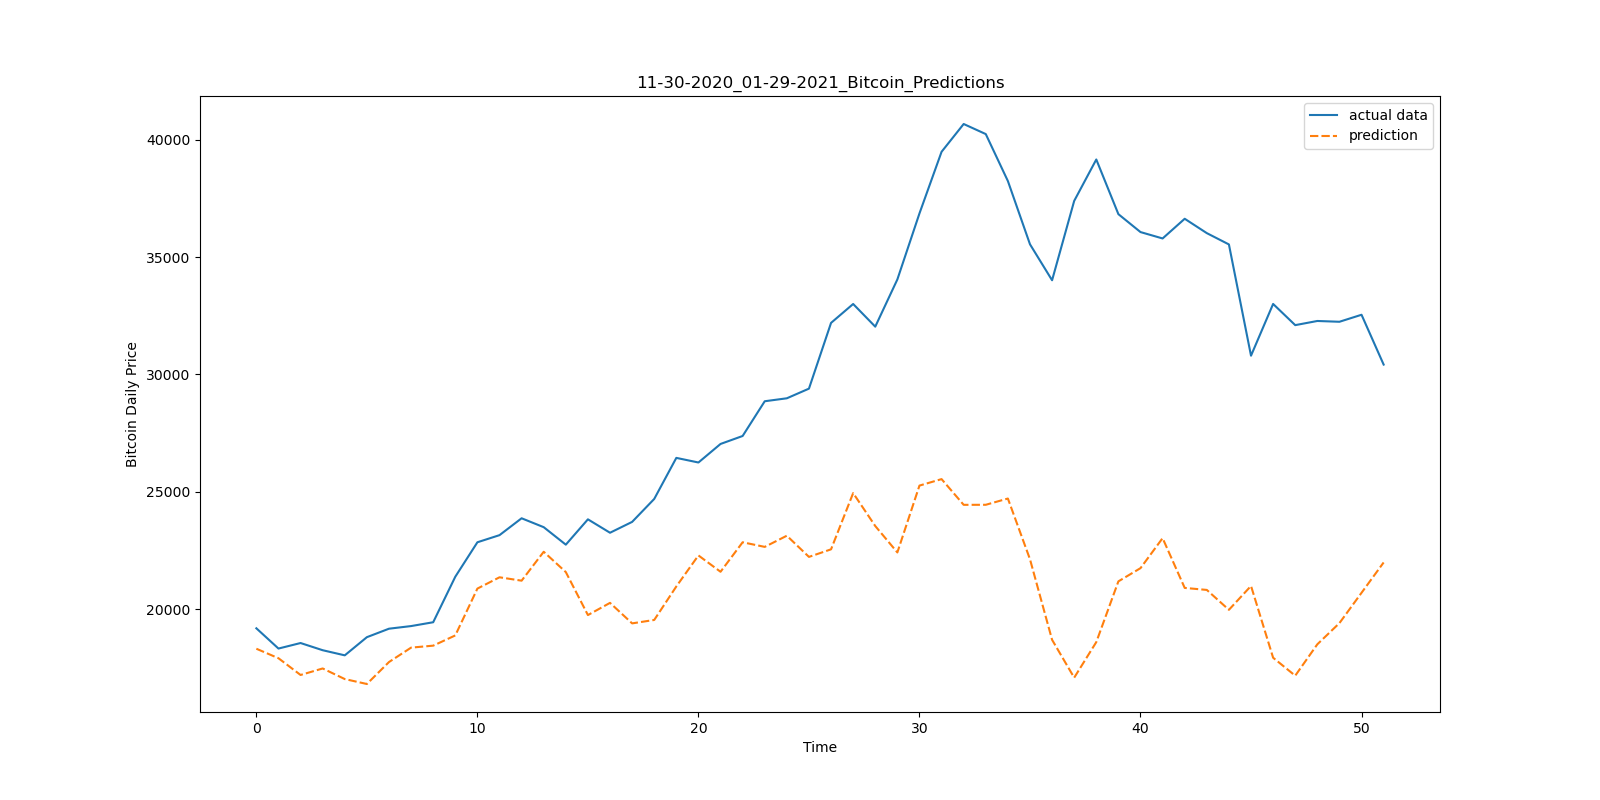 11-30-2020_01-29-2021_Bitcoin_Predictions
actual data
prediction
40000
35000
30000
25000
20000
Bitcoin Daily Price
0 10 20 30 40 50
Time